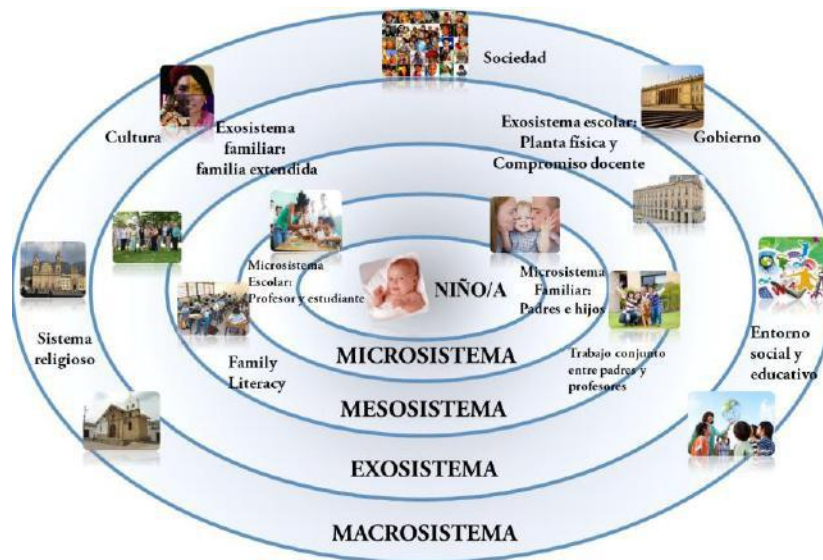 Sociedad
Cultura
Exosistema
familiar:
familia extendida
Exosistema escolar:
Planta física y
Compromiso docente
Gobierno
Microsistema
Escolar:
Profesor y estudiante
NIÑO/A
Microsistema
Familiar:
Padres e hijos
Sistema
religioso
Family
Literacy
MICROSISTEMA
Trabajo conjunto
entre padres y
profesores
Entorno
social y
educativo
MESOSISTEMA
EXOSISTEMA
MACROSISTEMA